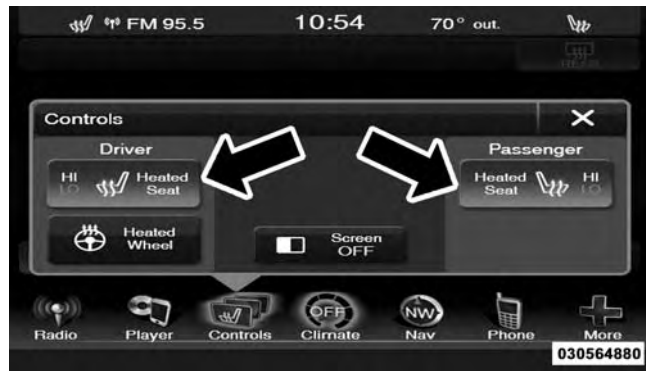 FM 95.5 10:54 70° out.
Controls
Driver Passenger
HI LO Heated Seat
Heated Seat HI LO
Heated Wheel
Screen OFF
OFF NW
Radio Player Controls Climate Nav Phone More
030564880